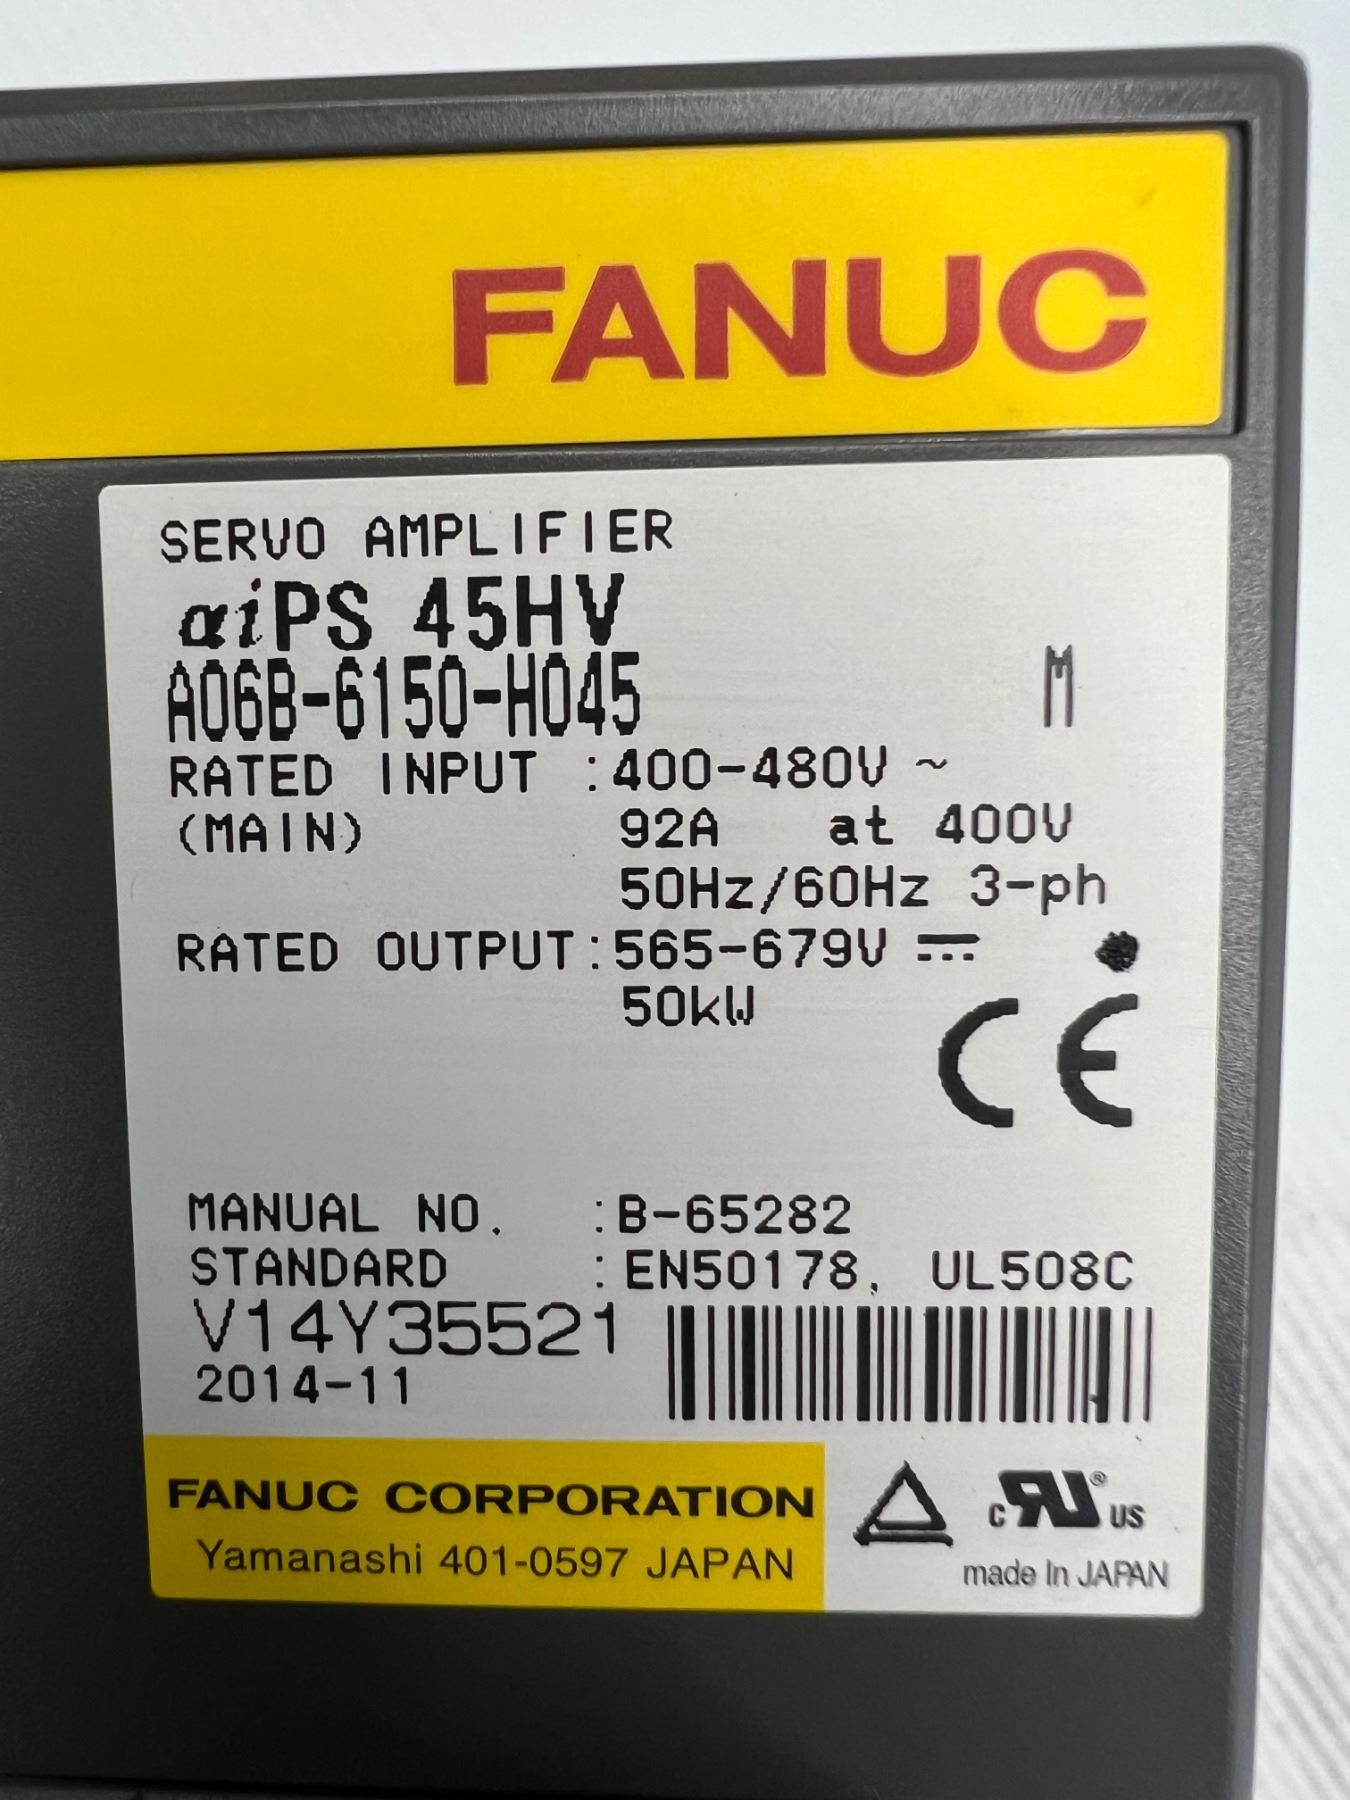 FANUC
SERVO AMPLIFIER
αiPS 45HV
A06B-6150-H045 M
RATED INPUT :400-480V ~
(MAIN) 92A at 400V
50Hz/60Hz 3-ph
RATED OUTPUT:565-679V ⎓
50kW
CE
MANUAL NO. :B-65282
STANDARD :EN50178, UL508C
V14Y35521
2014-11
FANUC CORPORATION
Yamanashi 401-0597 JAPAN
c RU ® US
made In JAPAN